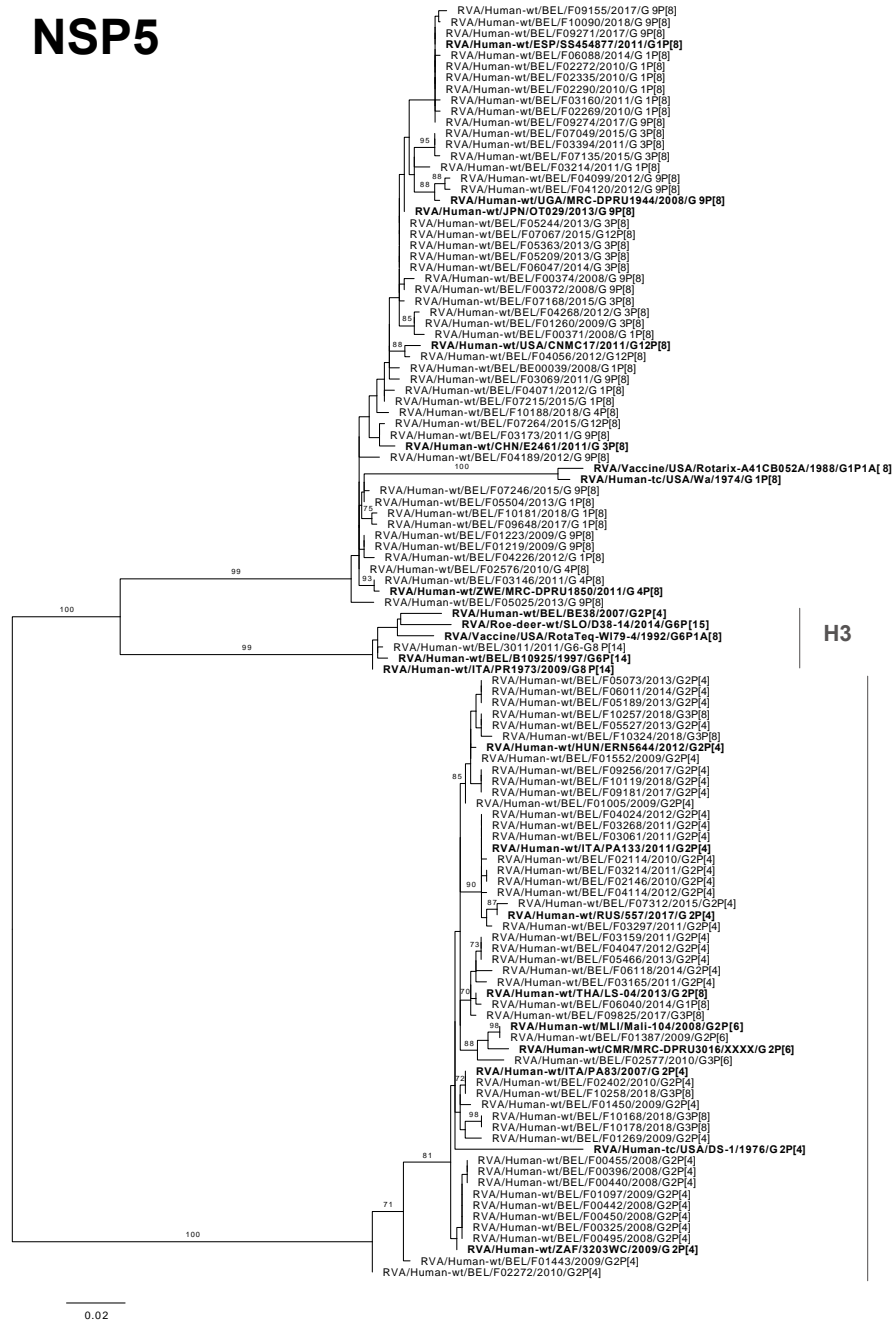 NSP5
RVA/Human-wt/BEL/F09155/2017/G 9P[8]
RVA/Human-wt/BEL/F10090/2018/G 9P[8]
RVA/Human-wt/BEL/F09271/2017/G 9P[8]
RVA/Human-wt/ESP/SS454877/2011/G1P[8]
RVA/Human-wt/BEL/F06088/2014/G 1P[8]
RVA/Human-wt/BEL/F02272/2010/G 1P[8]
RVA/Human-wt/BEL/F02335/2010/G 1P[8]
RVA/Human-wt/BEL/F02290/2010/G 1P[8]
RVA/Human-wt/BEL/F03160/2011/G 1P[8]
RVA/Human-wt/BEL/F02269/2010/G 1P[8]
RVA/Human-wt/BEL/F09274/2017/G 9P[8]
RVA/Human-wt/BEL/F07049/2015/G 3P[8]
95
RVA/Human-wt/BEL/F03394/2011/G 3P[8]
RVA/Human-wt/BEL/F07135/2015/G 3P[8]
RVA/Human-wt/BEL/F03214/2011/G 1P[8]
88
RVA/Human-wt/BEL/F04099/2012/G 9P[8]
88
RVA/Human-wt/BEL/F04120/2012/G 9P[8]
RVA/Human-wt/UGA/MRC-DPRU1944/2008/G 9P[8]
RVA/Human-wt/JPN/OT029/2013/G 9P[8]
RVA/Human-wt/BEL/F05244/2013/G 3P[8]
RVA/Human-wt/BEL/F07067/2015/G12P[8]
RVA/Human-wt/BEL/F05363/2013/G 3P[8]
RVA/Human-wt/BEL/F05209/2013/G 3P[8]
RVA/Human-wt/BEL/F06047/2014/G 3P[8]
RVA/Human-wt/BEL/F00374/2008/G 9P[8]
RVA/Human-wt/BEL/F00372/2008/G 9P[8]
RVA/Human-wt/BEL/F07168/2015/G 3P[8]
RVA/Human-wt/BEL/F04268/2012/G 3P[8]
85
RVA/Human-wt/BEL/F01260/2009/G 3P[8]
RVA/Human-wt/BEL/F00371/2008/G 1P[8]
88
RVA/Human-wt/USA/CNMC17/2011/G12P[8]
RVA/Human-wt/BEL/F04056/2012/G12P[8]
RVA/Human-wt/BEL/BE00039/2008/G 1P[8]
RVA/Human-wt/BEL/F03069/2011/G 9P[8]
RVA/Human-wt/BEL/F04071/2012/G 1P[8]
RVA/Human-wt/BEL/F07215/2015/G 1P[8]
RVA/Human-wt/BEL/F10188/2018/G 4P[8]
RVA/Human-wt/BEL/F07264/2015/G12P[8]
RVA/Human-wt/BEL/F03173/2011/G 9P[8]
RVA/Human-wt/CHN/E2461/2011/G 3P[8]
RVA/Human-wt/BEL/F04189/2012/G 9P[8]
100
RVA/Vaccine/USA/Rotarix-A41CB052A/1988/G1P1A[8]
RVA/Human-tc/USA/Wa/1974/G 1P[8]
RVA/Human-wt/BEL/F07246/2015/G 9P[8]
RVA/Human-wt/BEL/F05504/2013/G 1P[8]
75
RVA/Human-wt/BEL/F10181/2018/G 1P[8]
RVA/Human-wt/BEL/F09648/2017/G 1P[8]
RVA/Human-wt/BEL/F01223/2009/G 9P[8]
RVA/Human-wt/BEL/F01219/2009/G 9P[8]
RVA/Human-wt/BEL/F04226/2012/G 1P[8]
RVA/Human-wt/BEL/F02576/2010/G 4P[8]
99
93
RVA/Human-wt/BEL/F03146/2011/G 4P[8]
RVA/Human-wt/ZWE/MRC-DPRU1850/2011/G 4P[8]
RVA/Human-wt/BEL/F05025/2013/G 9P[8]
100
RVA/Human-wt/BEL/BE38/2007/G2P[4]
RVA/Roe-deer-wt/SLO/D38-14/2014/G6P[15]
H3
RVA/Vaccine/USA/RotaTeq-WI79-4/1992/G6P1A[8]
99
RVA/Human-wt/BEL/3011/2011/G6-G8 P[14]
RVA/Human-wt/BEL/B10925/1997/G6P[14]
RVA/Human-wt/ITA/PR1973/2009/G8 P[14]
RVA/Human-wt/BEL/F05073/2013/G2P[4]
RVA/Human-wt/BEL/F06011/2014/G2P[4]
RVA/Human-wt/BEL/F05189/2013/G2P[4]
RVA/Human-wt/BEL/F10257/2018/G3P[8]
RVA/Human-wt/BEL/F05527/2013/G2P[4]
RVA/Human-wt/BEL/F10324/2018/G3P[8]
RVA/Human-wt/HUN/ERN5644/2012/G2P[4]
RVA/Human-wt/BEL/F01552/2009/G2P[4]
RVA/Human-wt/BEL/F09256/2017/G2P[4]
85
RVA/Human-wt/BEL/F10119/2018/G2P[4]
RVA/Human-wt/BEL/F09181/2017/G2P[4]
RVA/Human-wt/BEL/F01005/2009/G2P[4]
RVA/Human-wt/BEL/F04024/2012/G2P[4]
RVA/Human-wt/BEL/F03268/2011/G2P[4]
RVA/Human-wt/BEL/F03061/2011/G2P[4]
RVA/Human-wt/ITA/PA133/2011/G2P[4]
RVA/Human-wt/BEL/F02114/2010/G2P[4]
RVA/Human-wt/BEL/F03214/2011/G2P[4]
RVA/Human-wt/BEL/F02146/2010/G2P[4]
90
RVA/Human-wt/BEL/F04114/2012/G2P[4]
87
RVA/Human-wt/BEL/F07312/2015/G2P[4]
RVA/Human-wt/RUS/557/2017/G 2P[4]
RVA/Human-wt/BEL/F03297/2011/G2P[4]
RVA/Human-wt/BEL/F03159/2011/G2P[4]
73
RVA/Human-wt/BEL/F04047/2012/G2P[4]
RVA/Human-wt/BEL/F05466/2013/G2P[4]
RVA/Human-wt/BEL/F06118/2014/G2P[4]
RVA/Human-wt/BEL/F03165/2011/G2P[4]
70
RVA/Human-wt/THA/LS-04/2013/G 2P[8]
RVA/Human-wt/BEL/F06040/2014/G1P[8]
RVA/Human-wt/BEL/F09825/2017/G3P[8]
98
RVA/Human-wt/MLI/Mali-104/2008/G2P[6]
RVA/Human-wt/BEL/F01387/2009/G2P[6]
88
RVA/Human-wt/CMR/MRC-DPRU3016/XXXX/G 2P[6]
RVA/Human-wt/BEL/F02577/2010/G3P[6]
RVA/Human-wt/ITA/PA83/2007/G 2P[4]
72
RVA/Human-wt/BEL/F02402/2010/G2P[4]
RVA/Human-wt/BEL/F10258/2018/G3P[8]
RVA/Human-wt/BEL/F01450/2009/G2P[4]
98
RVA/Human-wt/BEL/F10168/2018/G3P[8]
RVA/Human-wt/BEL/F10178/2018/G3P[8]
RVA/Human-wt/BEL/F01269/2009/G2P[4]
RVA/Human-tc/USA/DS-1/1976/G 2P[4]
81
RVA/Human-wt/BEL/F00455/2008/G2P[4]
RVA/Human-wt/BEL/F00396/2008/G2P[4]
RVA/Human-wt/BEL/F00440/2008/G2P[4]
RVA/Human-wt/BEL/F01097/2009/G2P[4]
RVA/Human-wt/BEL/F00442/2008/G2P[4]
71
RVA/Human-wt/BEL/F00450/2008/G2P[4]
RVA/Human-wt/BEL/F00325/2008/G2P[4]
RVA/Human-wt/BEL/F00495/2008/G2P[4]
100
RVA/Human-wt/ZAF/3203WC/2009/G 2P[4]
RVA/Human-wt/BEL/F01443/2009/G2P[4]
RVA/Human-wt/BEL/F02272/2010/G2P[4]
0.02